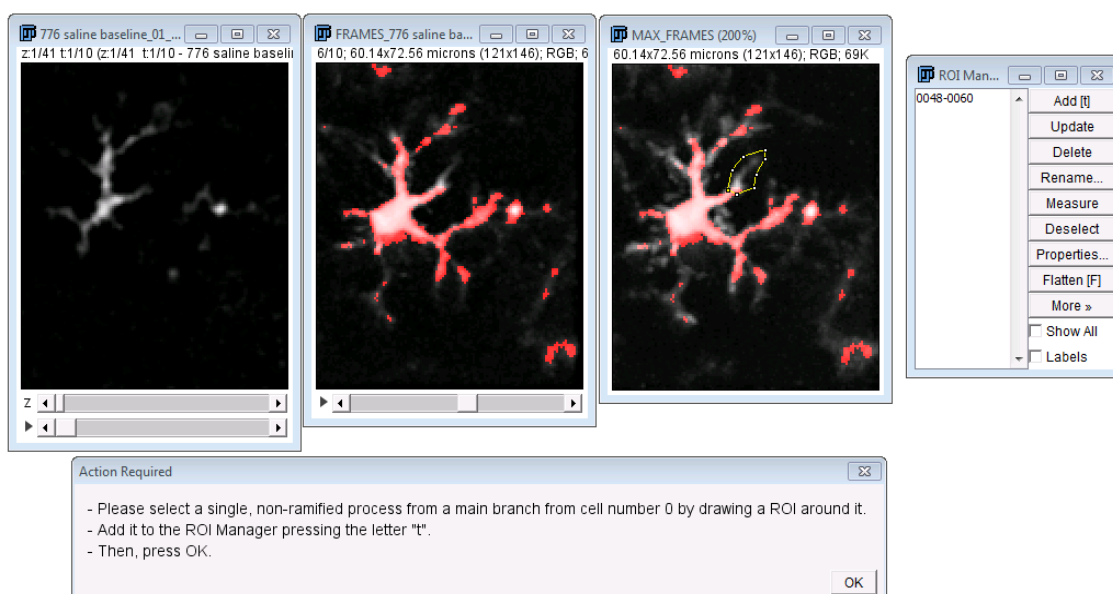 776 saline baseline_01_...
z:1/41 t:1/10 (z:1/41 t:1/10 - 776 saline baseli
z
FRAMES_776 saline ba...
6/10; 60.14x72.56 microns (121x146); RGB; 6
MAX_FRAMES (200%)
60.14x72.56 microns (121x146); RGB; 69K
ROI Man...
0048-0060
Add [t]
Update
Delete
Rename...
Measure
Deselect
Properties...
Flatten [F]
More »
Show All
Labels
Action Required
- Please select a single, non-ramified process from a main branch from cell number 0 by drawing a ROI around it.
- Add it to the ROI Manager pressing the letter "t".
- Then, press OK.
OK